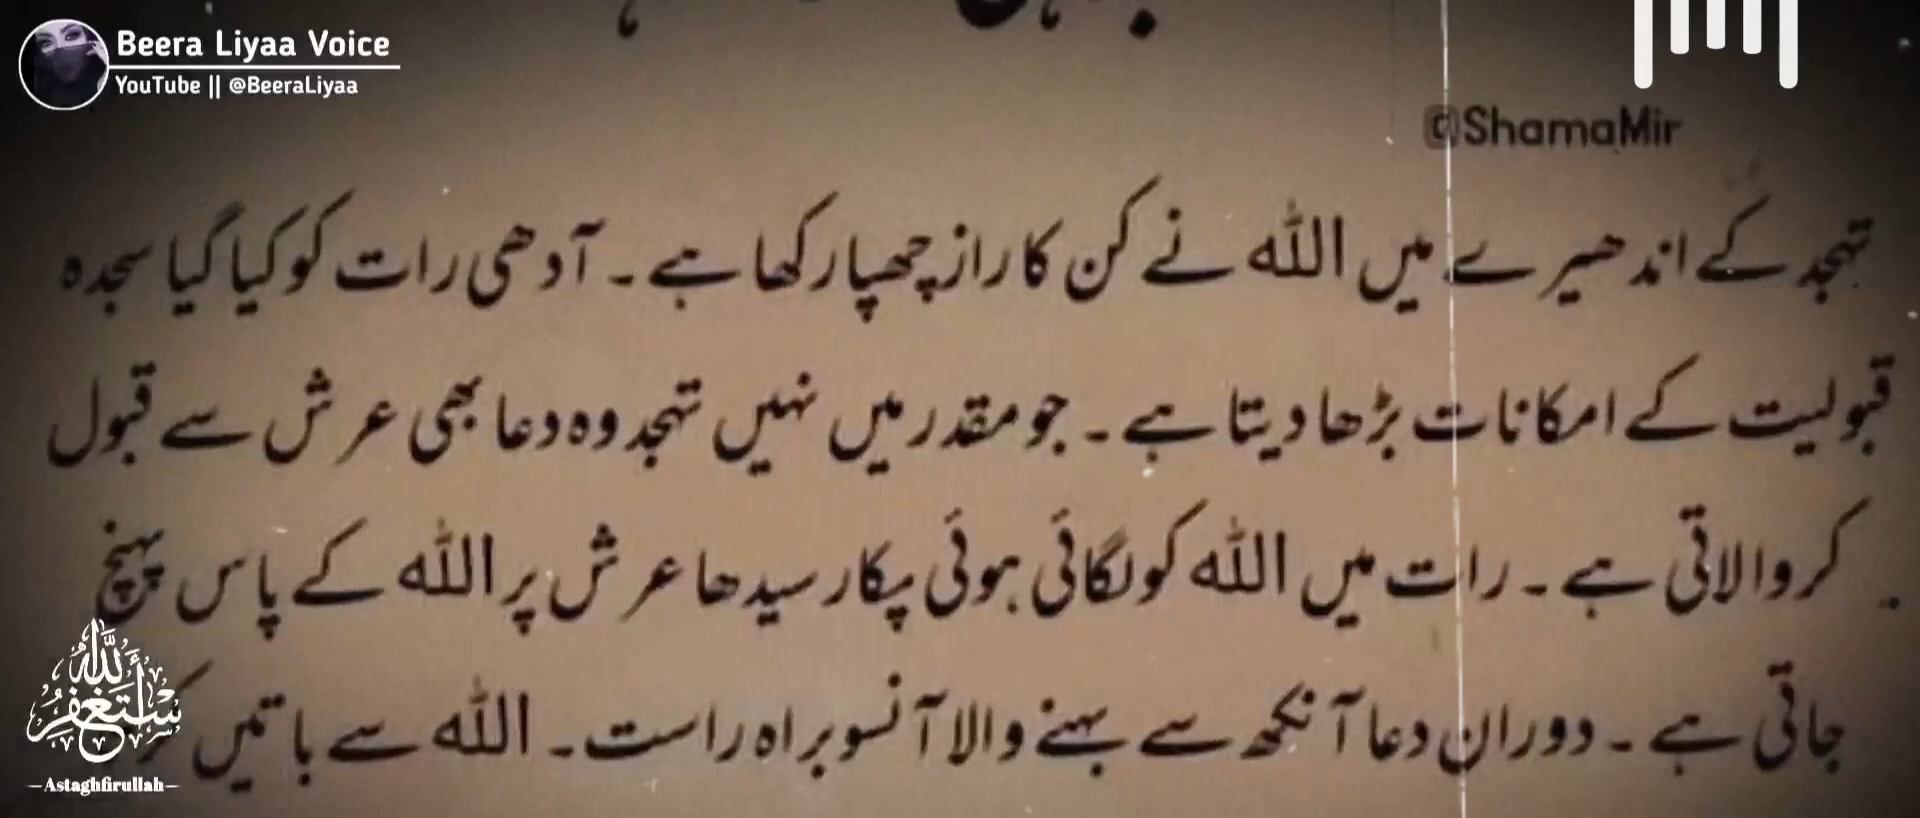 Beera Liyaa Voice
YouTube || @BeeraLiyaa
@ShamaMir
تہجد کے اندھیرے میں اللہ نے کن کا راز چھپا رکھا ہے ۔ آدھی رات کو کیا گیا سجدہ
قبولیت کے امکانات بڑھا دیتا ہے ۔ جو مقدر میں نہیں تہجد وہ دعا بھی عرش سے قبول
کروا لاتی ہے ۔ رات میں اللہ کو لگائی ہوئی پکار سیدھا عرش پر اللہ کے پاس پہنچ
جاتی ہے ۔ دوران دعا آنکھ سے بہنے والا آنسو براہ راست ۔ اللہ سے باتیں کر
أَسْتَغْفِرُ اللَّهَ
Astaghfirullah